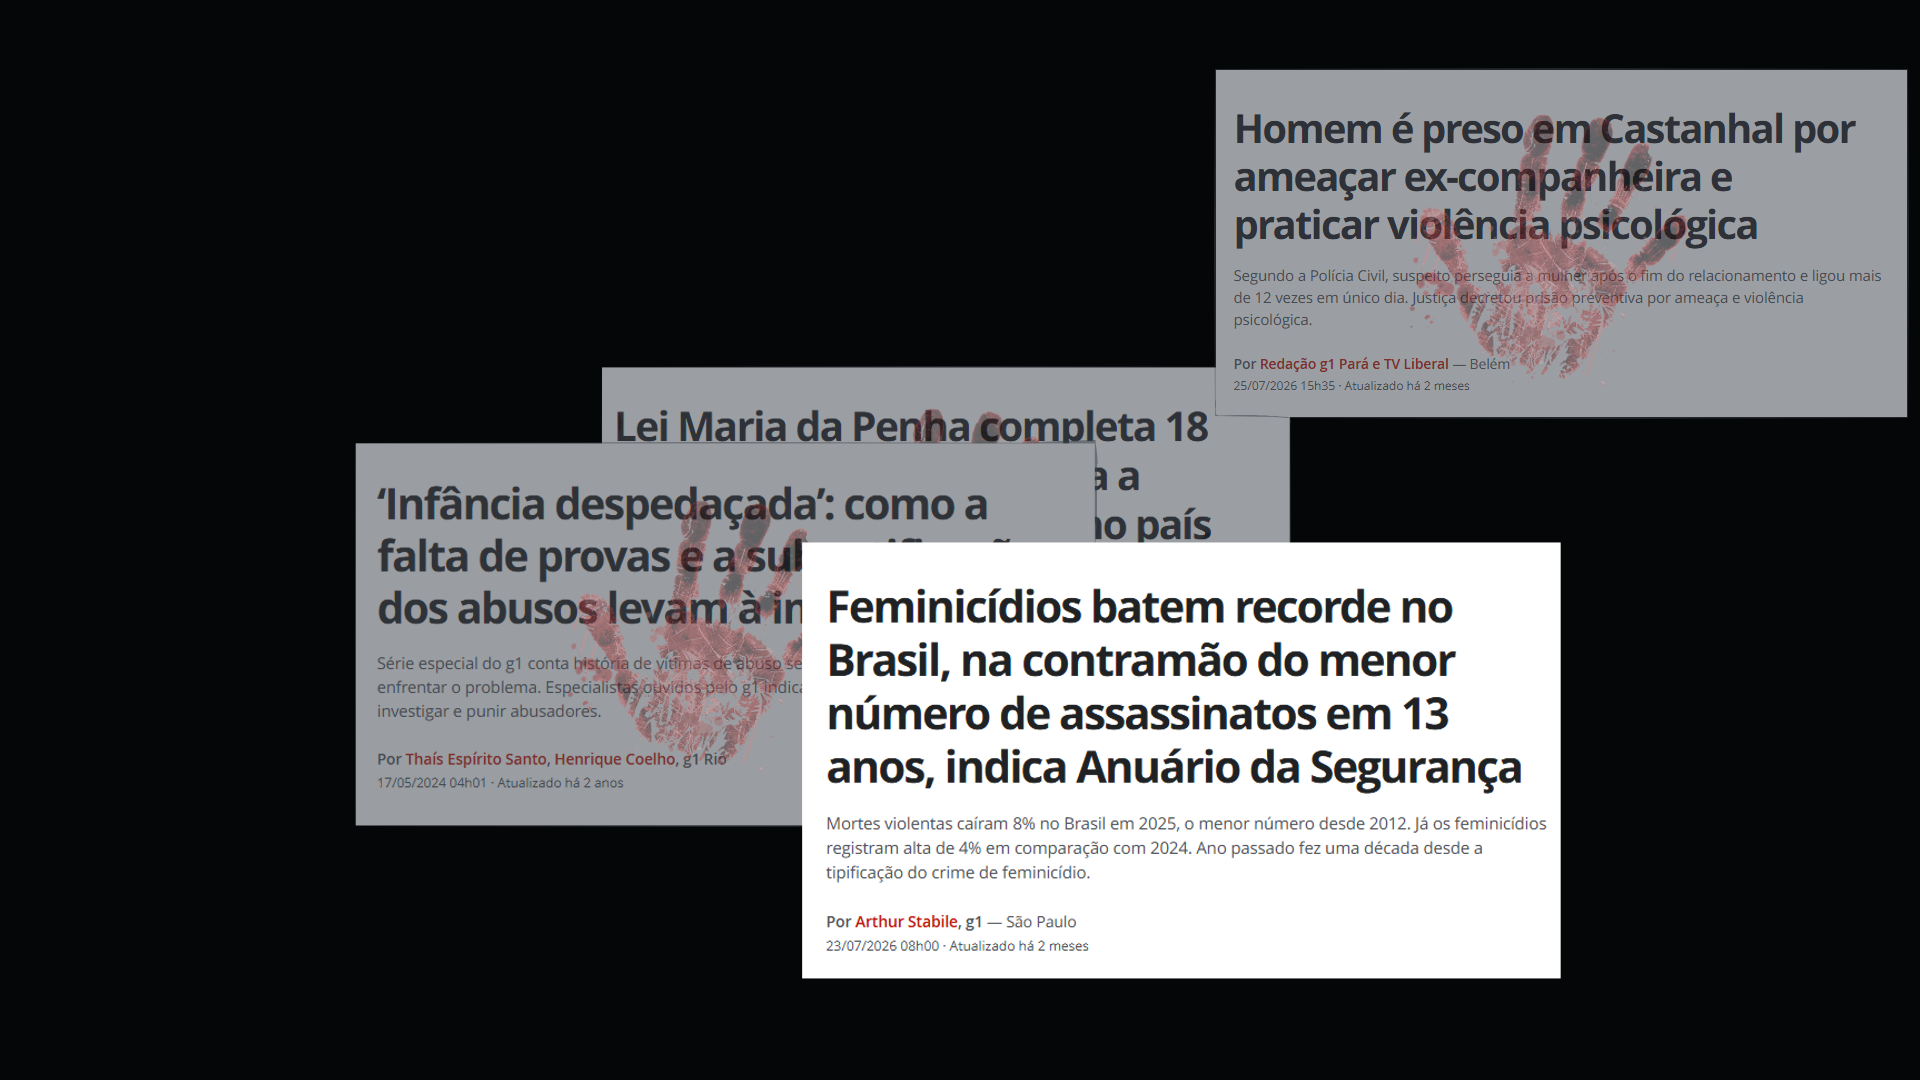 Homem é preso em Castanhal por
ameaçar ex-companheira e
praticar violência psicológica
Segundo a Polícia Civil, suspeito perseguia a mulher após o fim do relacionamento e ligou mais
de 12 vezes em único dia. Justiça decretou prisão preventiva por ameaça e violência
psicológica.
Por Redação g1 Pará e TV Liberal — Belém
25/07/2026 15h35 · Atualizado há 2 meses
Lei Maria da Penha completa 18
a a
no país
‘Infância despedaçada’: como a
falta de provas e a
dos abusos levam à
Série especial do g1 conta história de vítimas de abuso
enfrentar o problema. Especialistas ouvidos pelo g1
investigar e punir abusadores.
Por Thaís Espírito Santo, Henrique Coelho, g1 Rio
17/05/2024 04h01 · Atualizado há 2 anos
Feminicídios batem recorde no
Brasil, na contramão do menor
número de assassinatos em 13
anos, indica Anuário da Segurança
Mortes violentas caíram 8% no Brasil em 2025, o menor número desde 2012. Já os feminicídios
registram alta de 4% em comparação com 2024. Ano passado fez uma década desde a
tipificação do crime de feminicídio.
Por Arthur Stabile, g1 — São Paulo
23/07/2026 08h00 · Atualizado há 2 meses